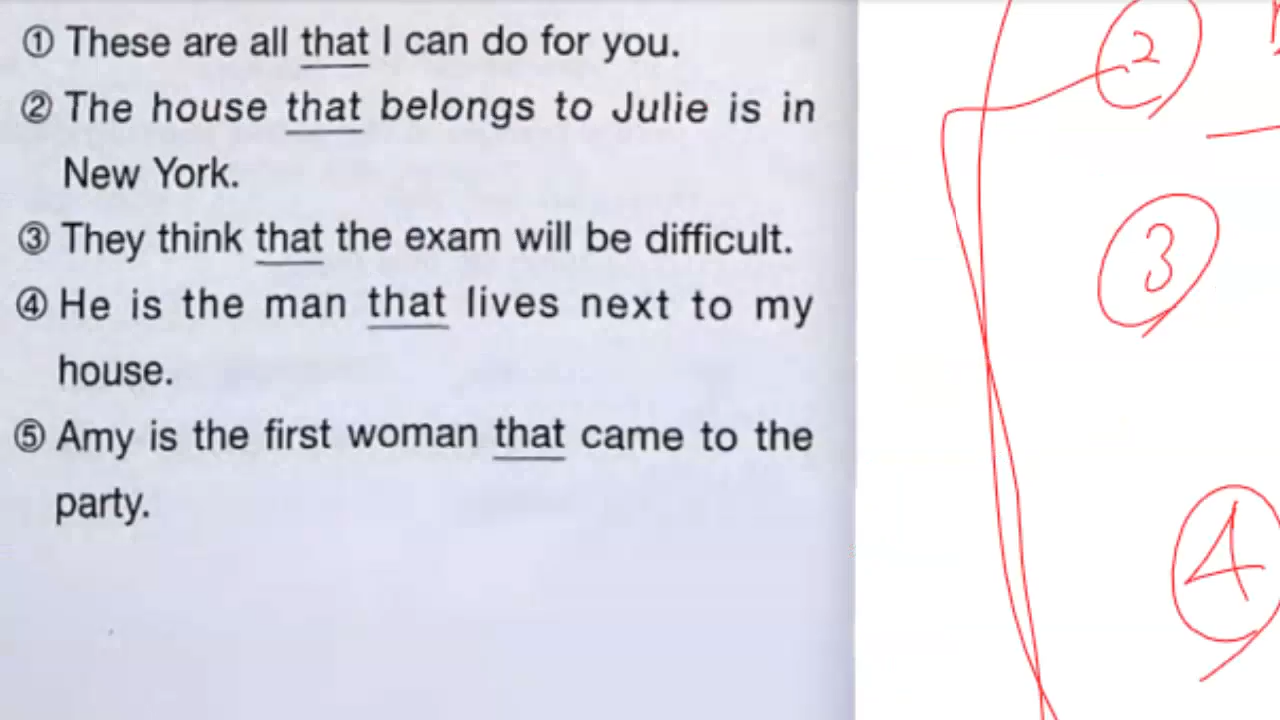 ① These are all that I can do for you.
② The house that belongs to Julie is in
New York.
③ They think that the exam will be difficult.
④ He is the man that lives next to my
house.
⑤ Amy is the first woman that came to the
party.
2
3
4